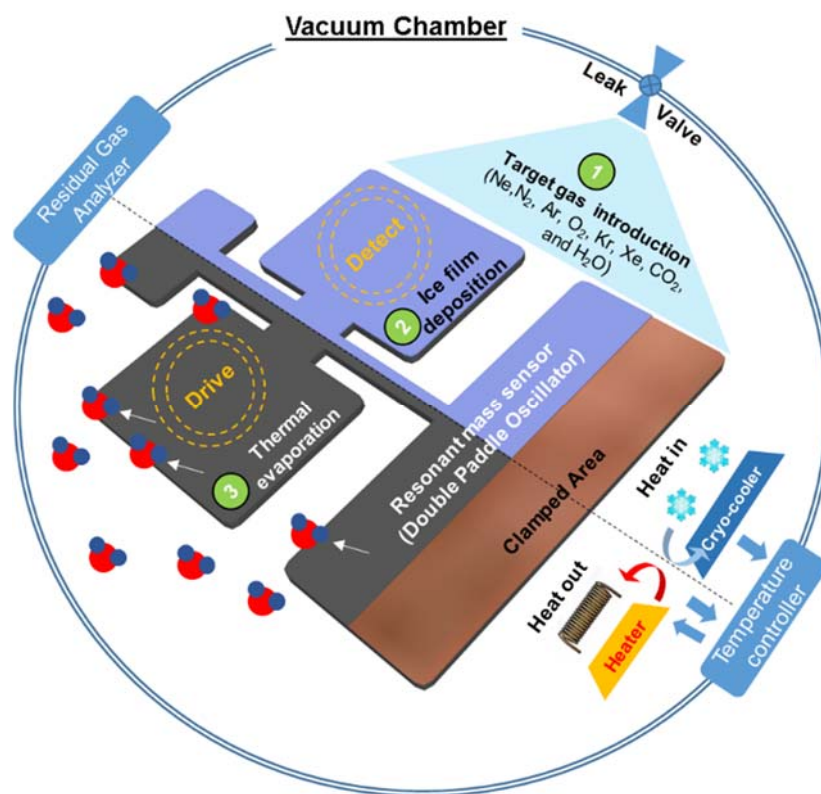 Vacuum Chamber
Leak
Valve
Residual Gas
Analyzer
1
Target gas introduction
(Ne,N₂, Ar, O₂, Kr, Xe, CO₂,
and H₂O)
Detect
2
Ice film
deposition
Drive
3
Thermal
evaporation
Resonant mass sensor
(Double Paddle Oscillator)
Clamped Area
Heat in
Cryo-cooler
Heat out
Heater
Temperature
controller